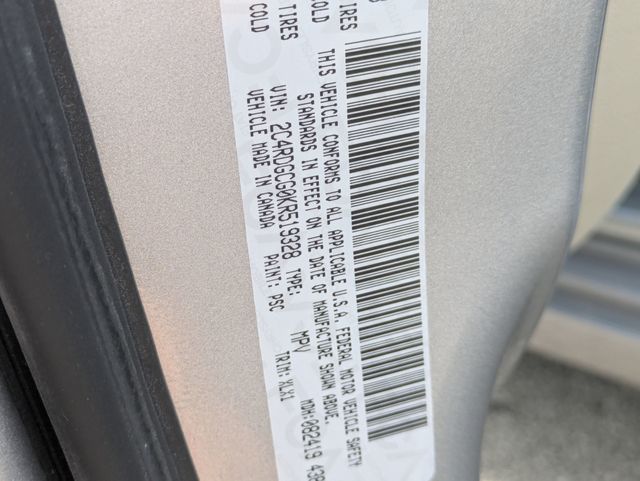 IRES
OLD
THIS VEHICLE CONFORMS TO ALL APPLICABLE U.S.A. FEDERAL MOTOR VEHICLE SAFETY
STANDARDS IN EFFECT ON THE DATE OF MANUFACTURE SHOWN ABOVE.
TIRES
COLD
VIN: 2C4RDGCG0KR519328 TYPE: MPV MDH:082419 43
VEHICLE MADE IN CANADA PAINT: PSC TRIM: XLX1